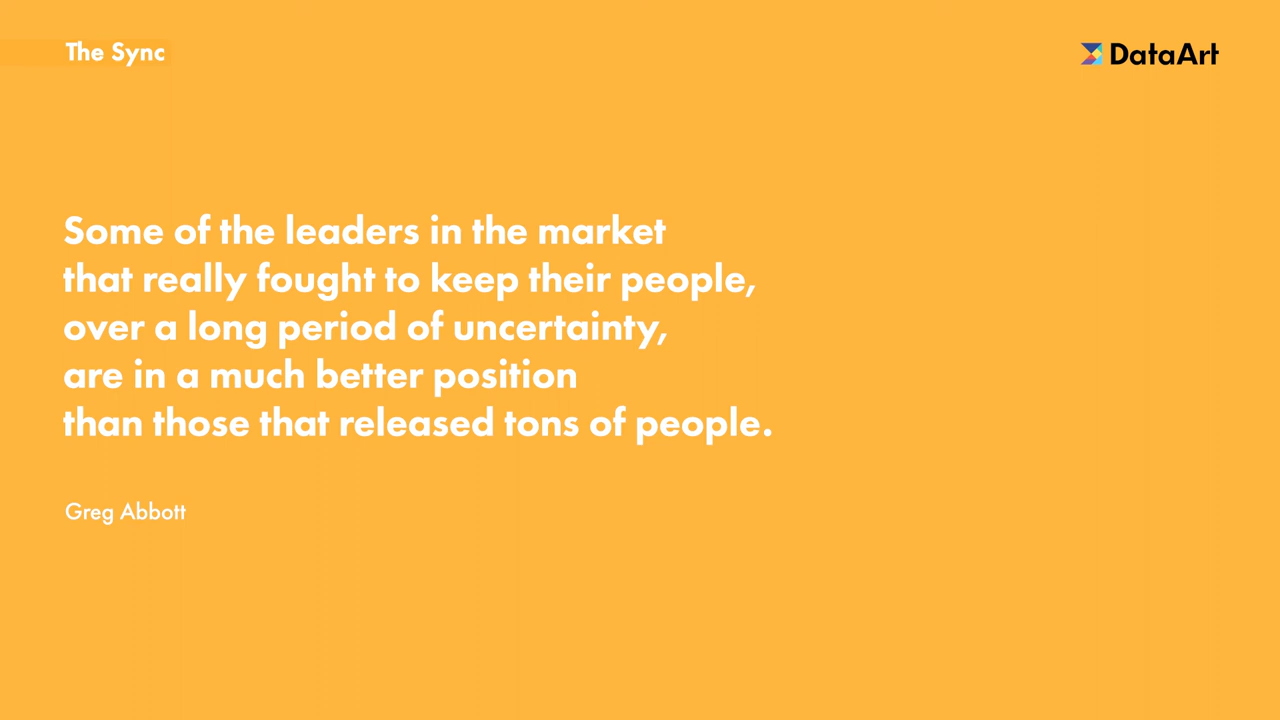 The Sync
DataArt
Some of the leaders in the market
that really fought to keep their people,
over a long period of uncertainty,
are in a much better position
than those that released tons of people.
Greg Abbott